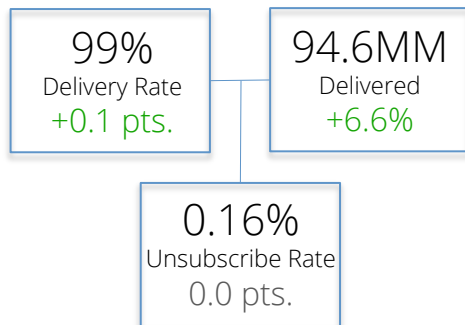 99%
Delivery Rate
+0.1 pts.
94.6MM
Delivered
+6.6%
0.16%
Unsubscribe Rate
0.0 pts.